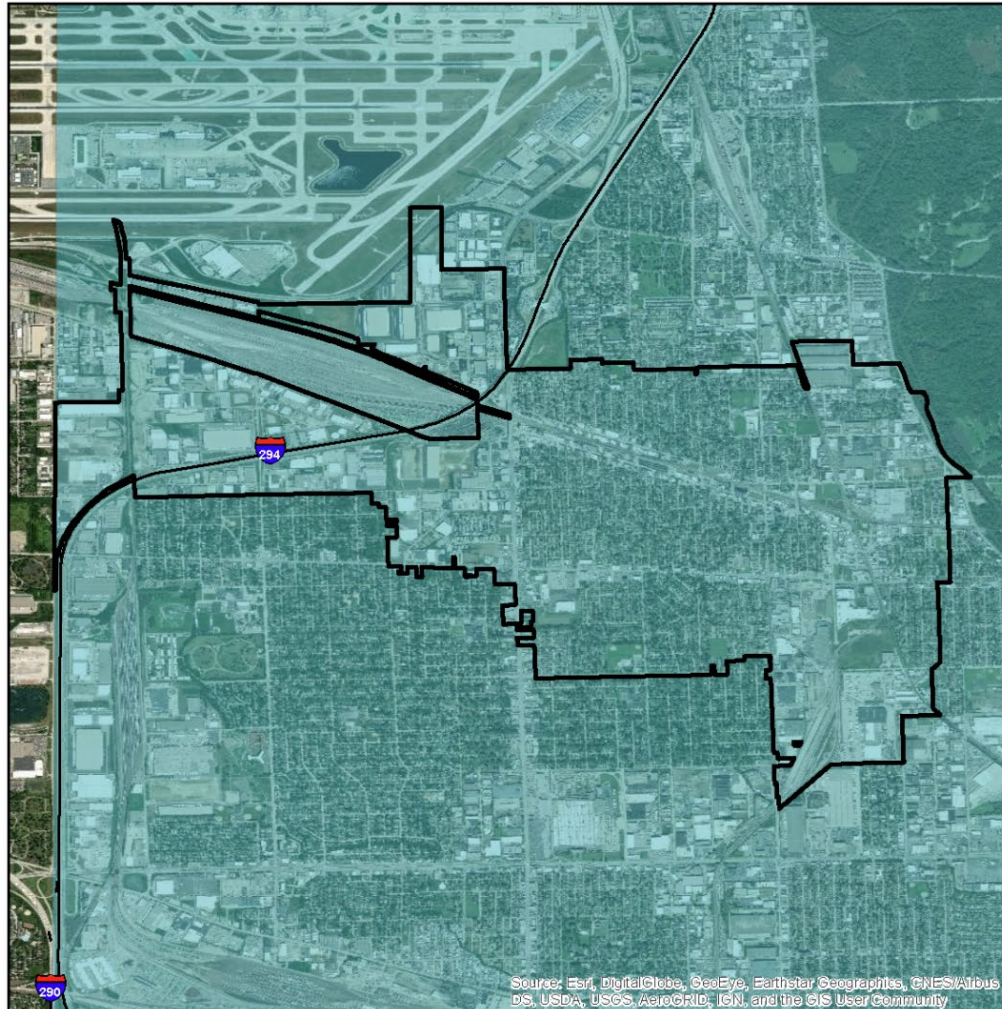 294
290
Source: Esri, DigitalGlobe, GeoEye, Earthstar Geographics, CNES/Airbus
DS, USDA, USGS, AeroGRID, IGN, and the GIS User Community